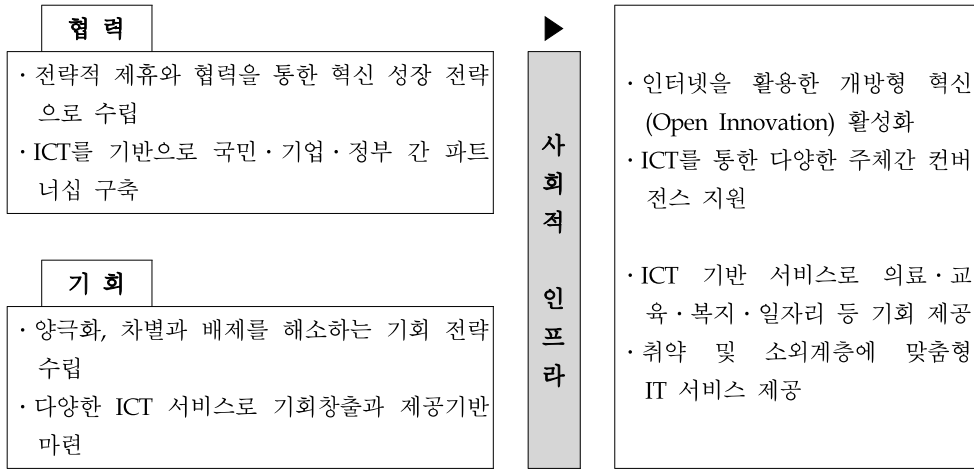 협 력
· 전략적 제휴와 협력을 통한 혁신 성장 전략
으로 수립
· ICT를 기반으로 국민 · 기업 · 정부 간 파트
너십 구축
기 회
· 양극화, 차별과 배제를 해소하는 기회 전략
수립
· 다양한 ICT 서비스로 기회창출과 제공기반
마련
▶
사
회
적
인
프
라
· 인터넷을 활용한 개방형 혁신
(Open Innovation) 활성화
· ICT를 통한 다양한 주체간 컨버
전스 지원
· ICT 기반 서비스로 의료 · 교
육 · 복지 · 일자리 등 기회 제공
· 취약 및 소외계층에 맞춤형
IT 서비스 제공